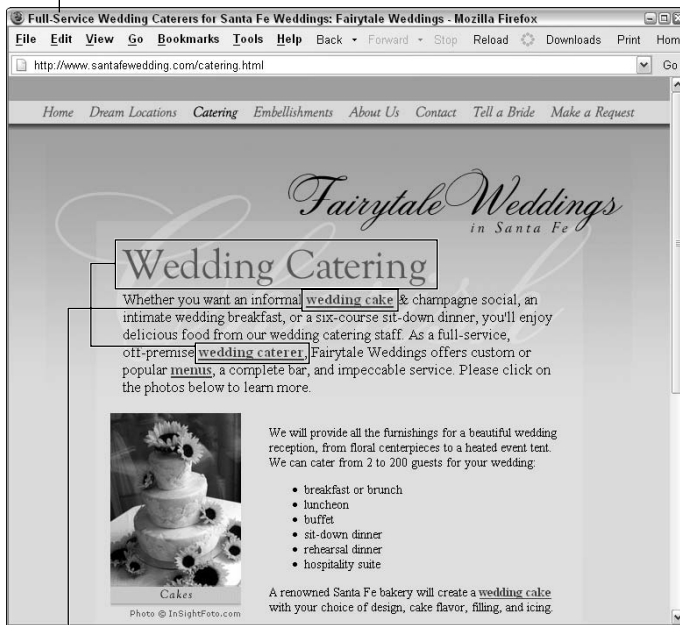 Full-Service Wedding Caterers for Santa Fe Weddings: Fairytale Weddings - Mozilla Firefox
File Edit View Go Bookmarks Tools Help Back Forward Stop Reload Downloads Print Hom
http://www.santafewedding.com/catering.html Go
Home Dream Locations Catering Embellishments About Us Contact Tell a Bride Make a Request
Fairytale Weddings
in Santa Fe
Cherish
Wedding Catering
Whether you want an informal wedding cake & champagne social, an
intimate wedding breakfast, or a six-course sit-down dinner, you'll enjoy
delicious food from our wedding catering staff. As a full-service,
off-premise wedding caterer, Fairytale Weddings offers custom or
popular menus, a complete bar, and impeccable service. Please click on
the photos below to learn more.
We will provide all the furnishings for a beautiful wedding
reception, from floral centerpieces to a heated event tent.
We can cater from 2 to 200 guests for your wedding:
• breakfast or brunch
• luncheon
• buffet
• sit-down dinner
• rehearsal dinner
• hospitality suite
A renowned Santa Fe bakery will create a wedding cake
with your choice of design, cake flavor, filling, and icing.
Cakes
Photo © InSightFoto.com